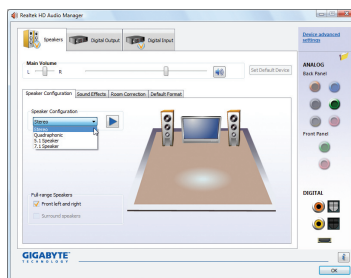 Realtek HD Audio Manager
Speakers
Digital Output
Digital Input
Device advanced settings
Main Volume
L
R
Set Default Device
ANALOG
Back Panel
Speaker Configuration
Sound Effects
Room Correction
Default Format
Speaker Configuration
Stereo
Stereo
Quadraphonic
5.1 Speaker
7.1 Speaker
Front Panel
Full-range Speakers
Front left and right
Surround speakers
DIGITAL
GIGABYTE
TECHNOLOGY
OK